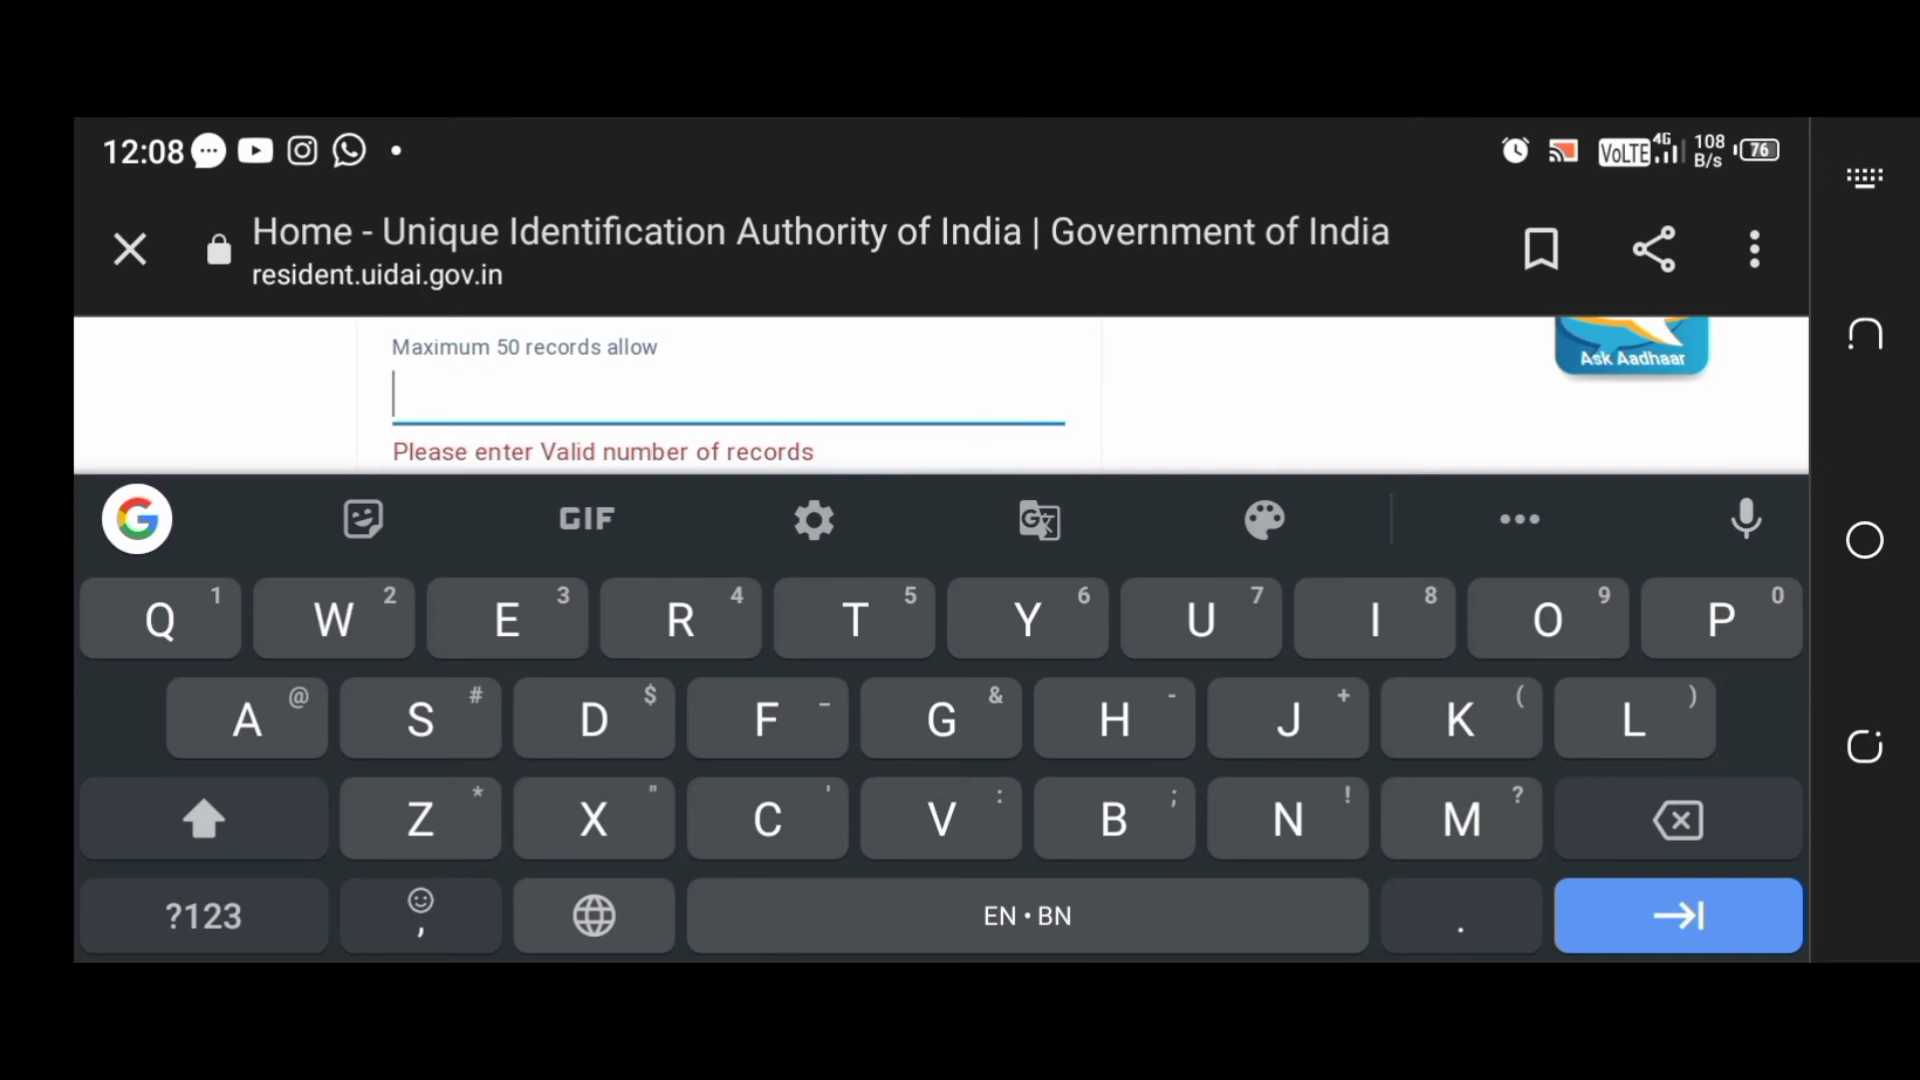 12:08
VoLTE 4G 108 B/s 76
Home - Unique Identification Authority of India | Government of India
resident.uidai.gov.in
Maximum 50 records allow
Ask Aadhaar
Please enter Valid number of records
G GIF G
Q 1 W 2 E 3 R 4 T 5 Y 6 U 7 I 8 O 9 P 0
A @ S # D $ F _ G & H - J + K ( L )
Z * X " C ' V : B ; N ! M ?
?123 , EN • BN .